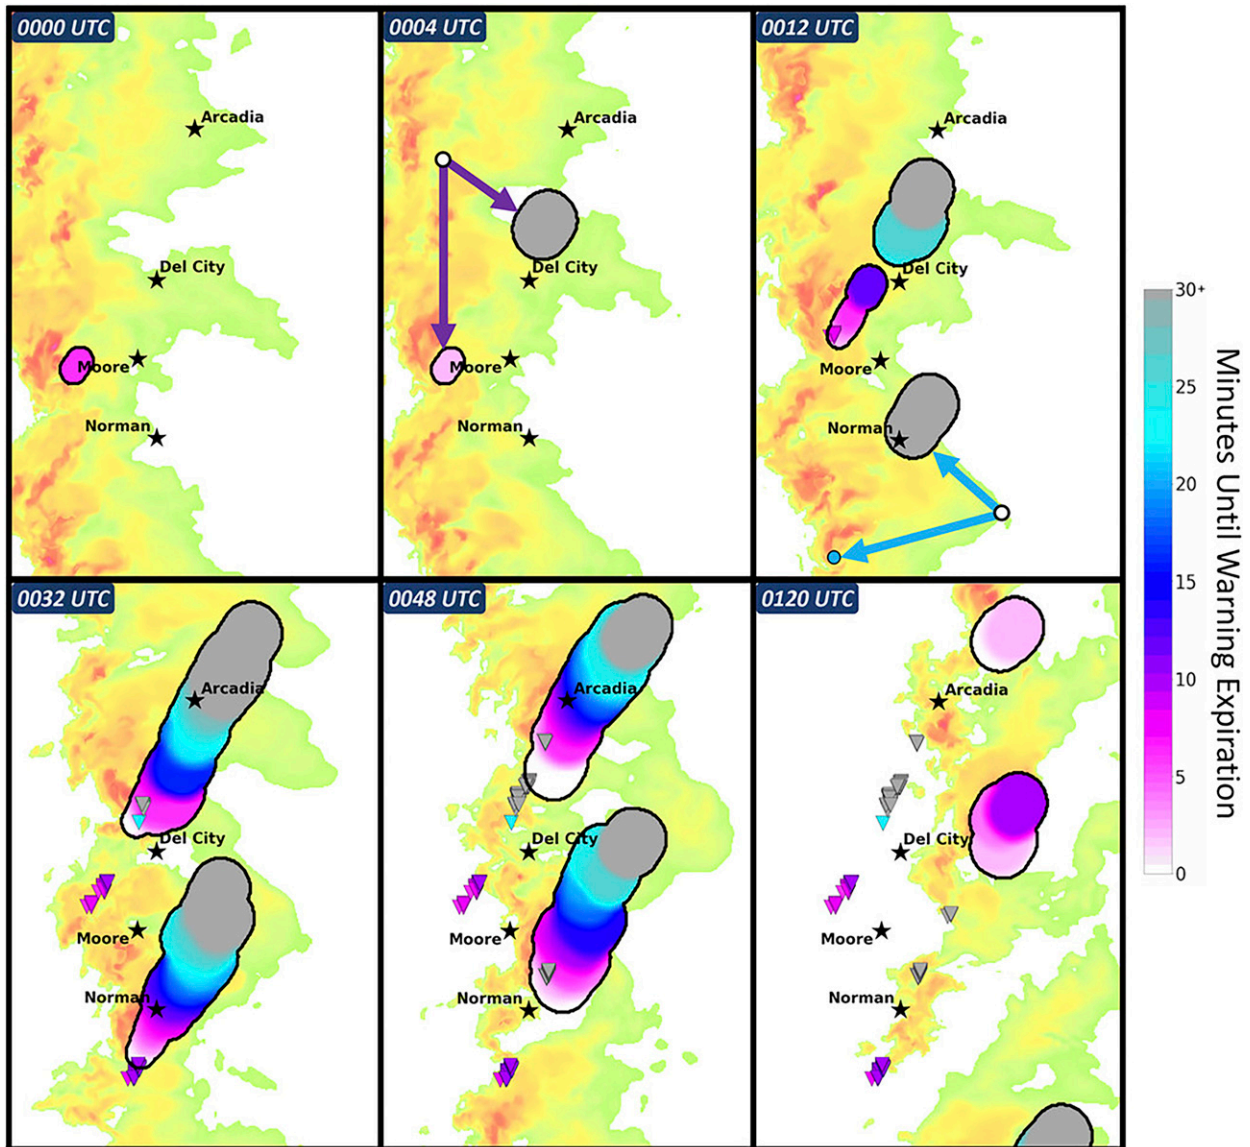 0000 UTC
Arcadia
Del City
Moore
Norman
0004 UTC
Arcadia
Del City
Moore
Norman
0012 UTC
Arcadia
Del City
Moore
Norman
0032 UTC
Arcadia
Del City
Moore
Norman
0048 UTC
Arcadia
Del City
Moore
Norman
0120 UTC
Arcadia
Del City
Moore
Norman
30+
25
20
15
10
5
0
Minutes Until Warning Expiration